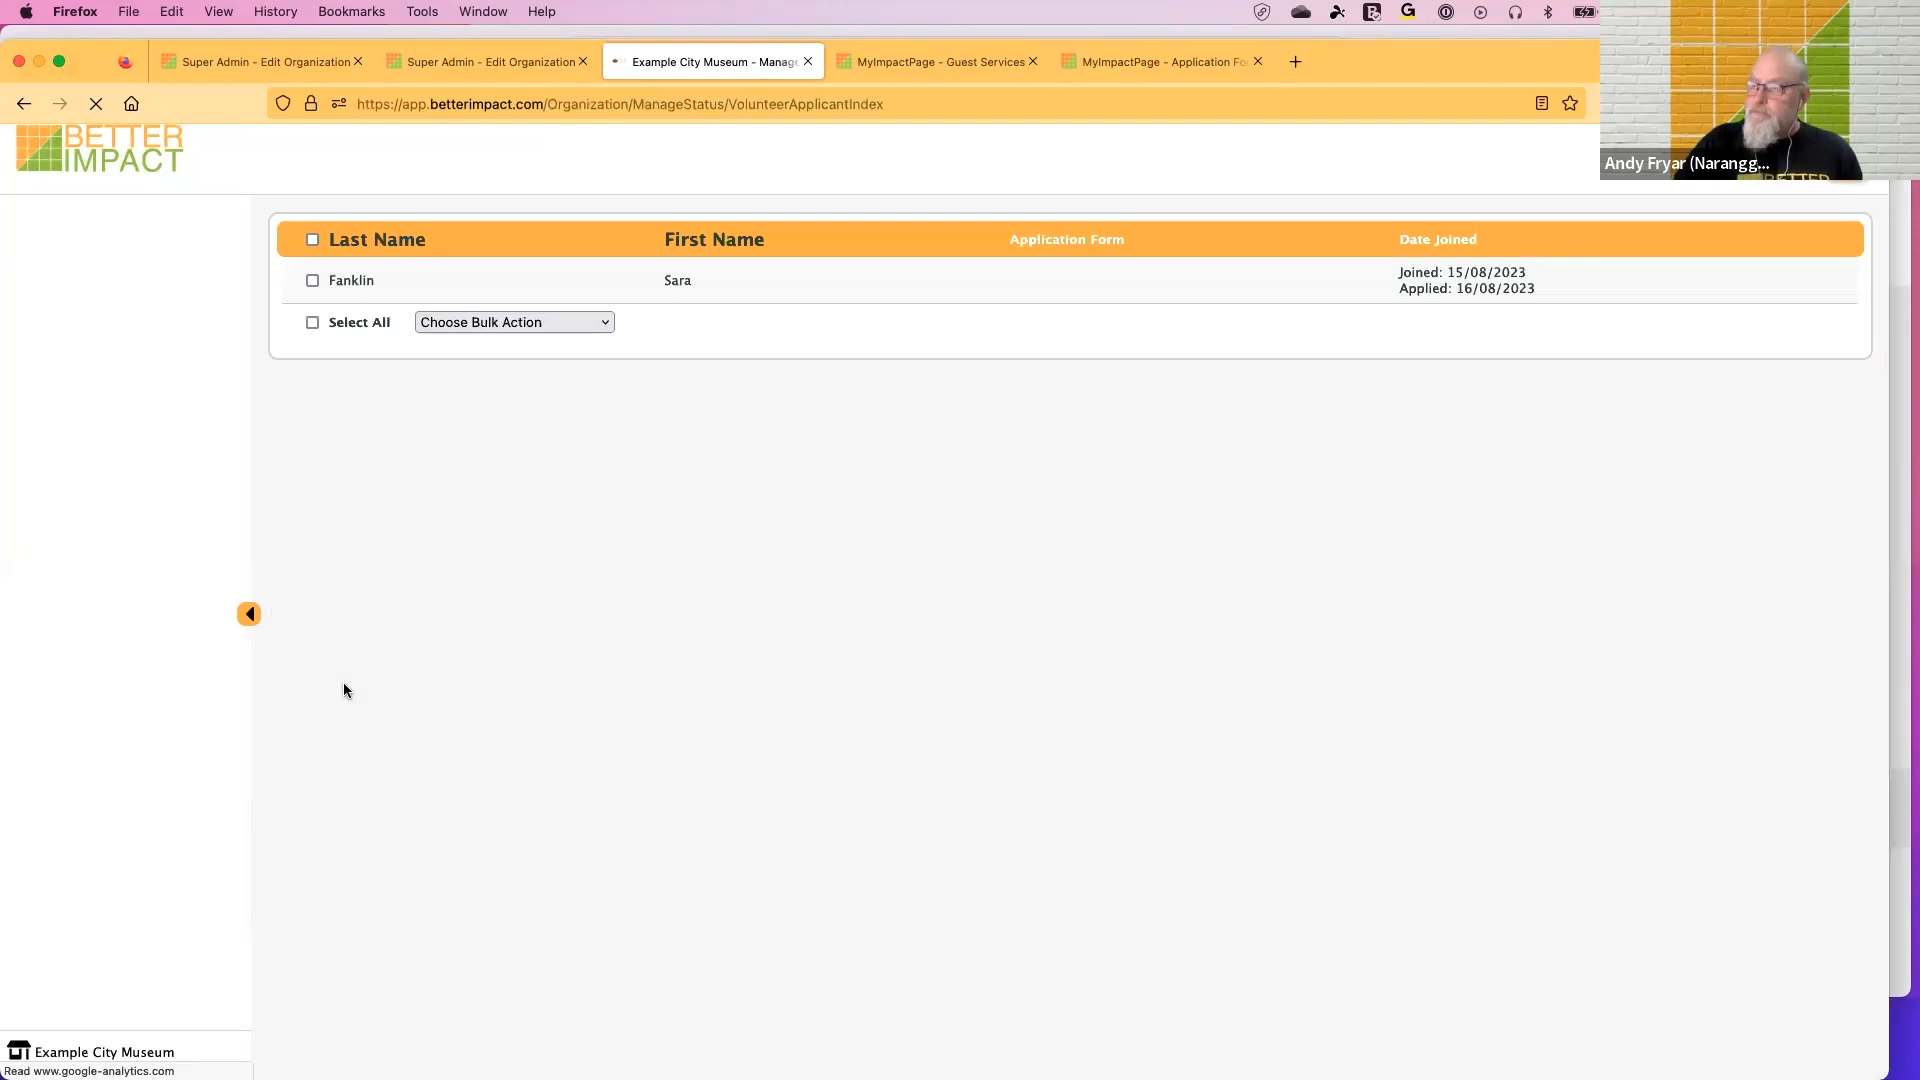 Firefox File Edit View History Bookmarks Tools Window Help
Super Admin - Edit Organization
Super Admin - Edit Organization
Example City Museum - Manag
MyImpactPage - Guest Services
MyImpactPage - Application Fo
https://app.betterimpact.com/Organization/ManageStatus/VolunteerApplicantIndex
BETTER
IMPACT
Andy Fryar (Narangg...
BETTER
Last Name First Name Application Form Date Joined
Fanklin Sara Joined: 15/08/2023
Applied: 16/08/2023
Select All Choose Bulk Action
Example City Museum
Read www.google-analytics.com